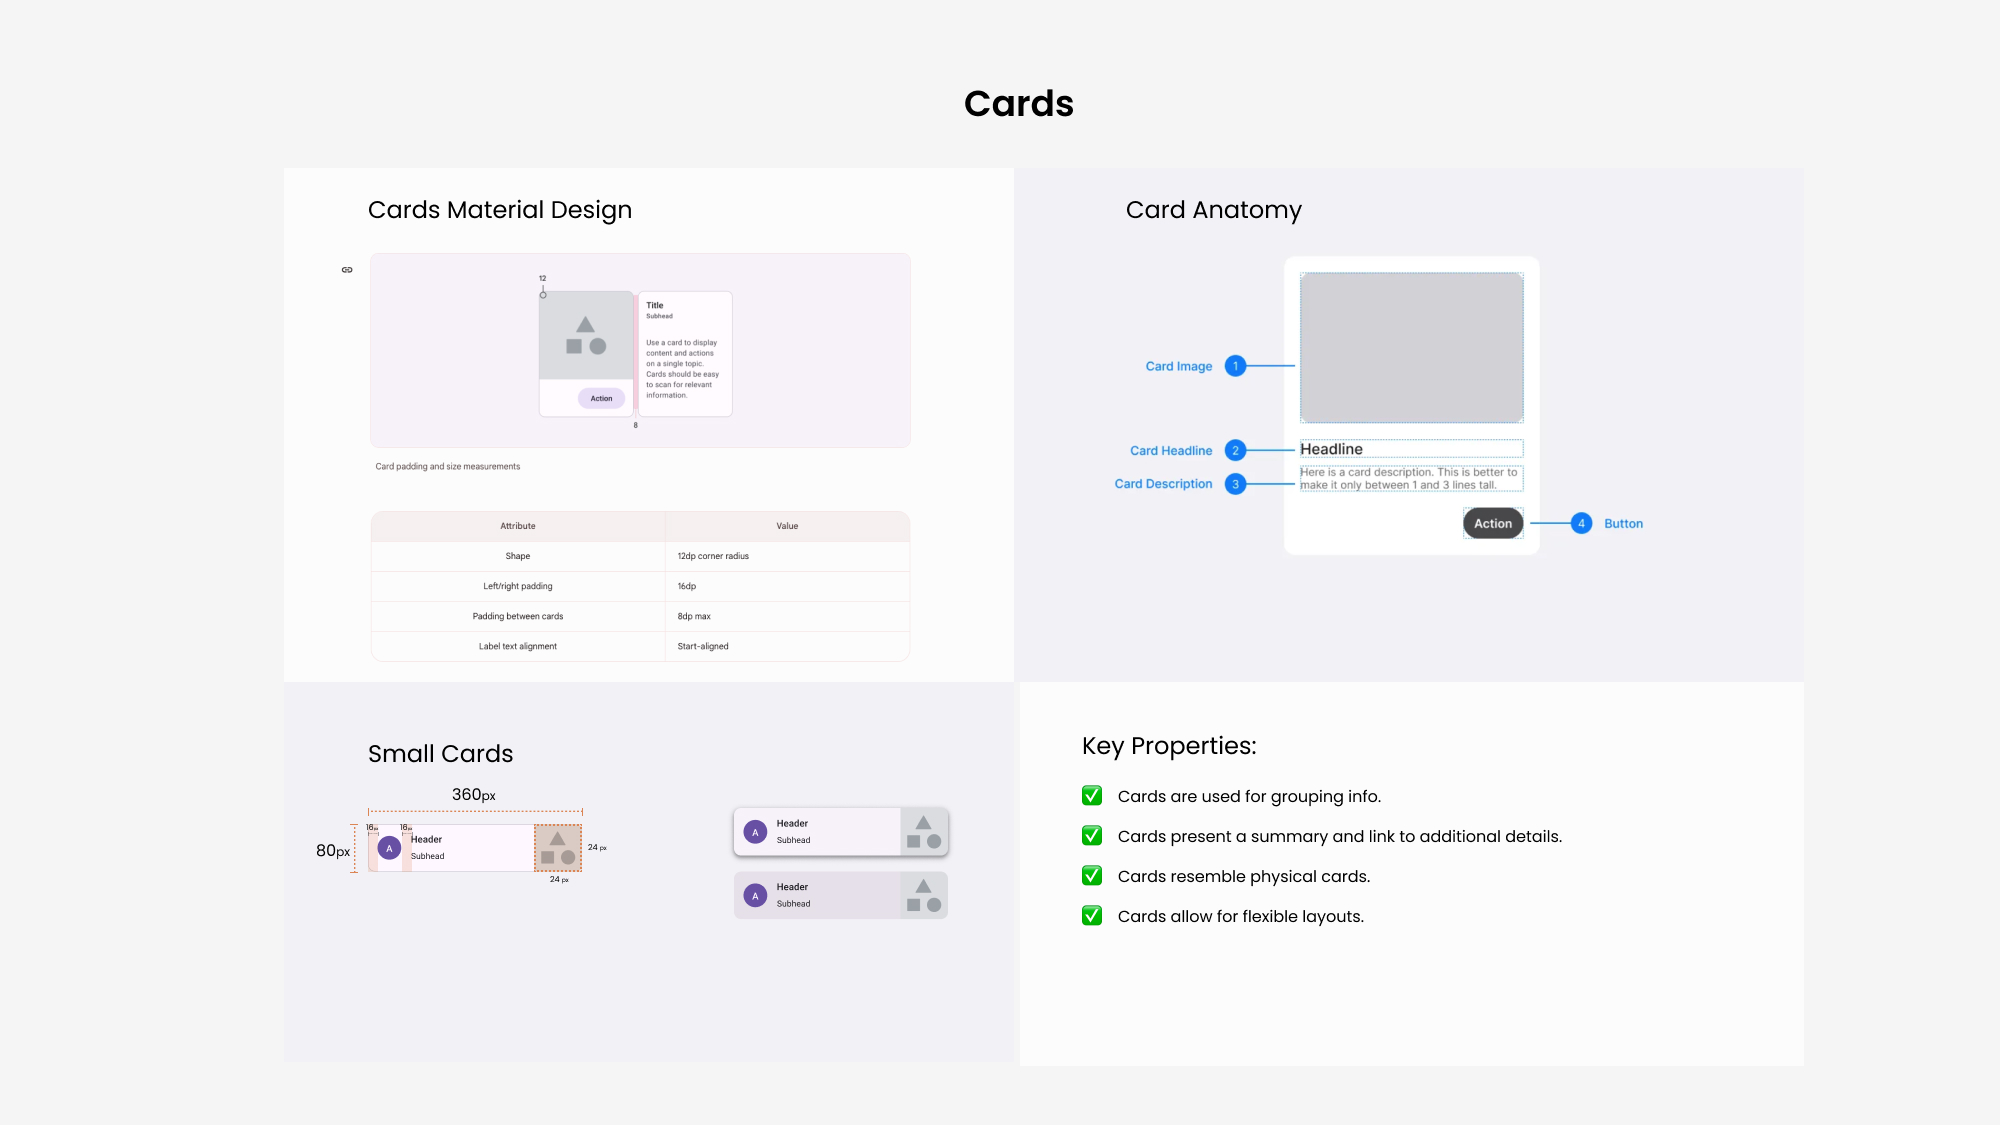 Cards
Cards Material Design
12
Title
Subhead
Use a card to display
content and actions
on a single topic.
Cards should be easy
to scan for relevant
information.
Action
8
Card padding and size measurements
Attribute Value
Shape 12dp corner radius
Left/right padding 16dp
Padding between cards 8dp max
Label text alignment Start-aligned
Card Anatomy
Card Image 1
Card Headline 2 Headline
Card Description 3
Here is a card description. This is better to
make it only between 1 and 3 lines tall.
Action 4 Button
Small Cards
360px
80px
16px 16px
A
Header
Subhead
24 px
24 px
A
Header
Subhead
A
Header
Subhead
Key Properties:
✅ Cards are used for grouping info.
✅ Cards present a summary and link to additional details.
✅ Cards resemble physical cards.
✅ Cards allow for flexible layouts.